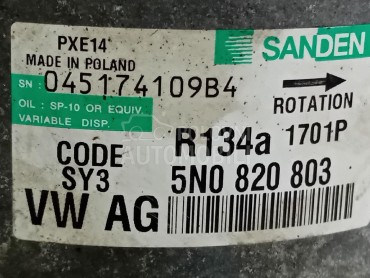 PXE14
SANDEN
MADE IN POLAND
SN : 045174109B4
OIL : SP-10 OR EQUIV.
VARIABLE DISP.
ROTATION
CODE R134a 1701P
SY3 5N0 820 803
VW AG